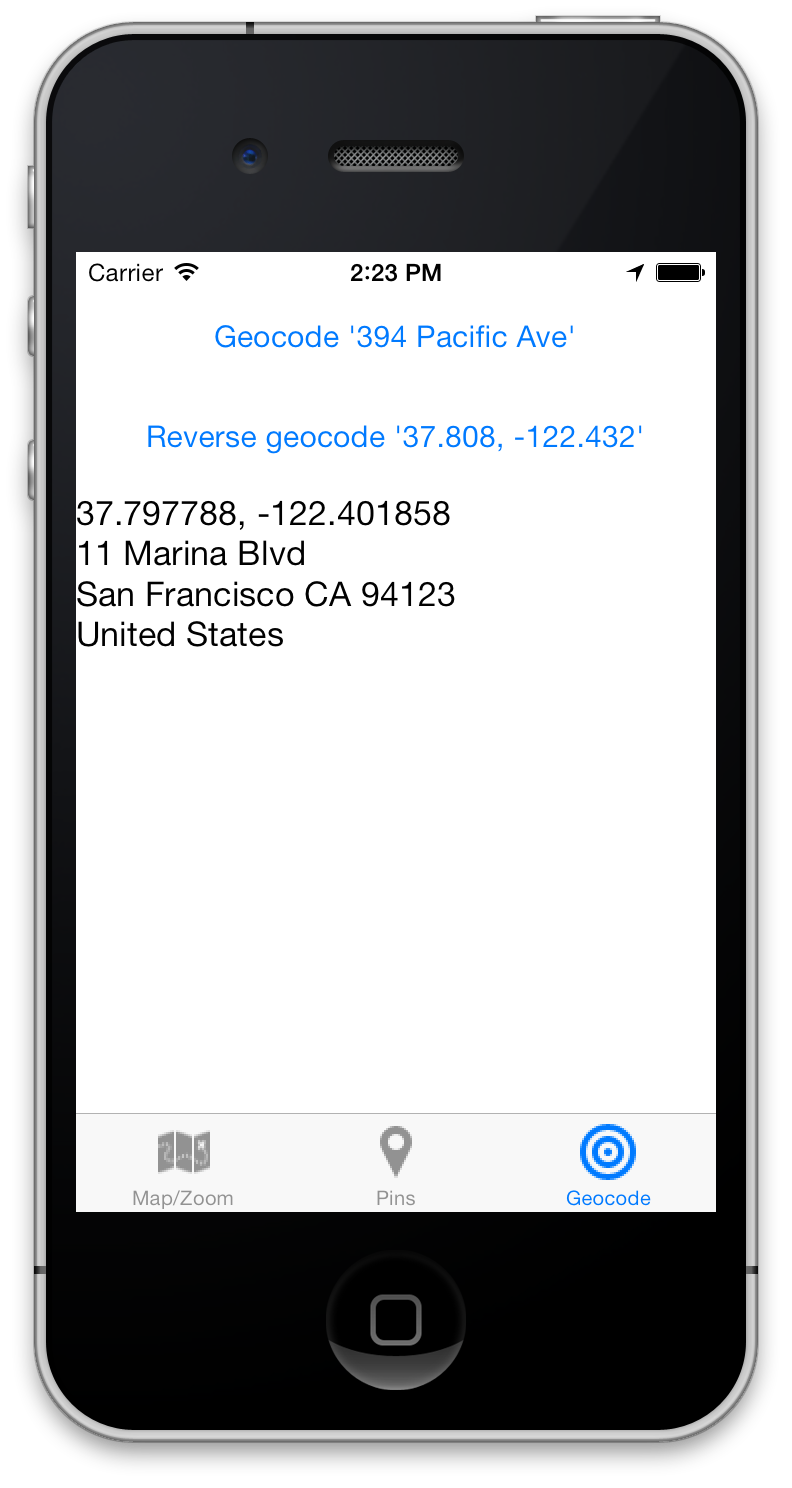 Carrier 2:23 PM
Geocode '394 Pacific Ave'
Reverse geocode '37.808, -122.432'
37.797788, -122.401858
11 Marina Blvd
San Francisco CA 94123
United States
Map/Zoom Pins Geocode